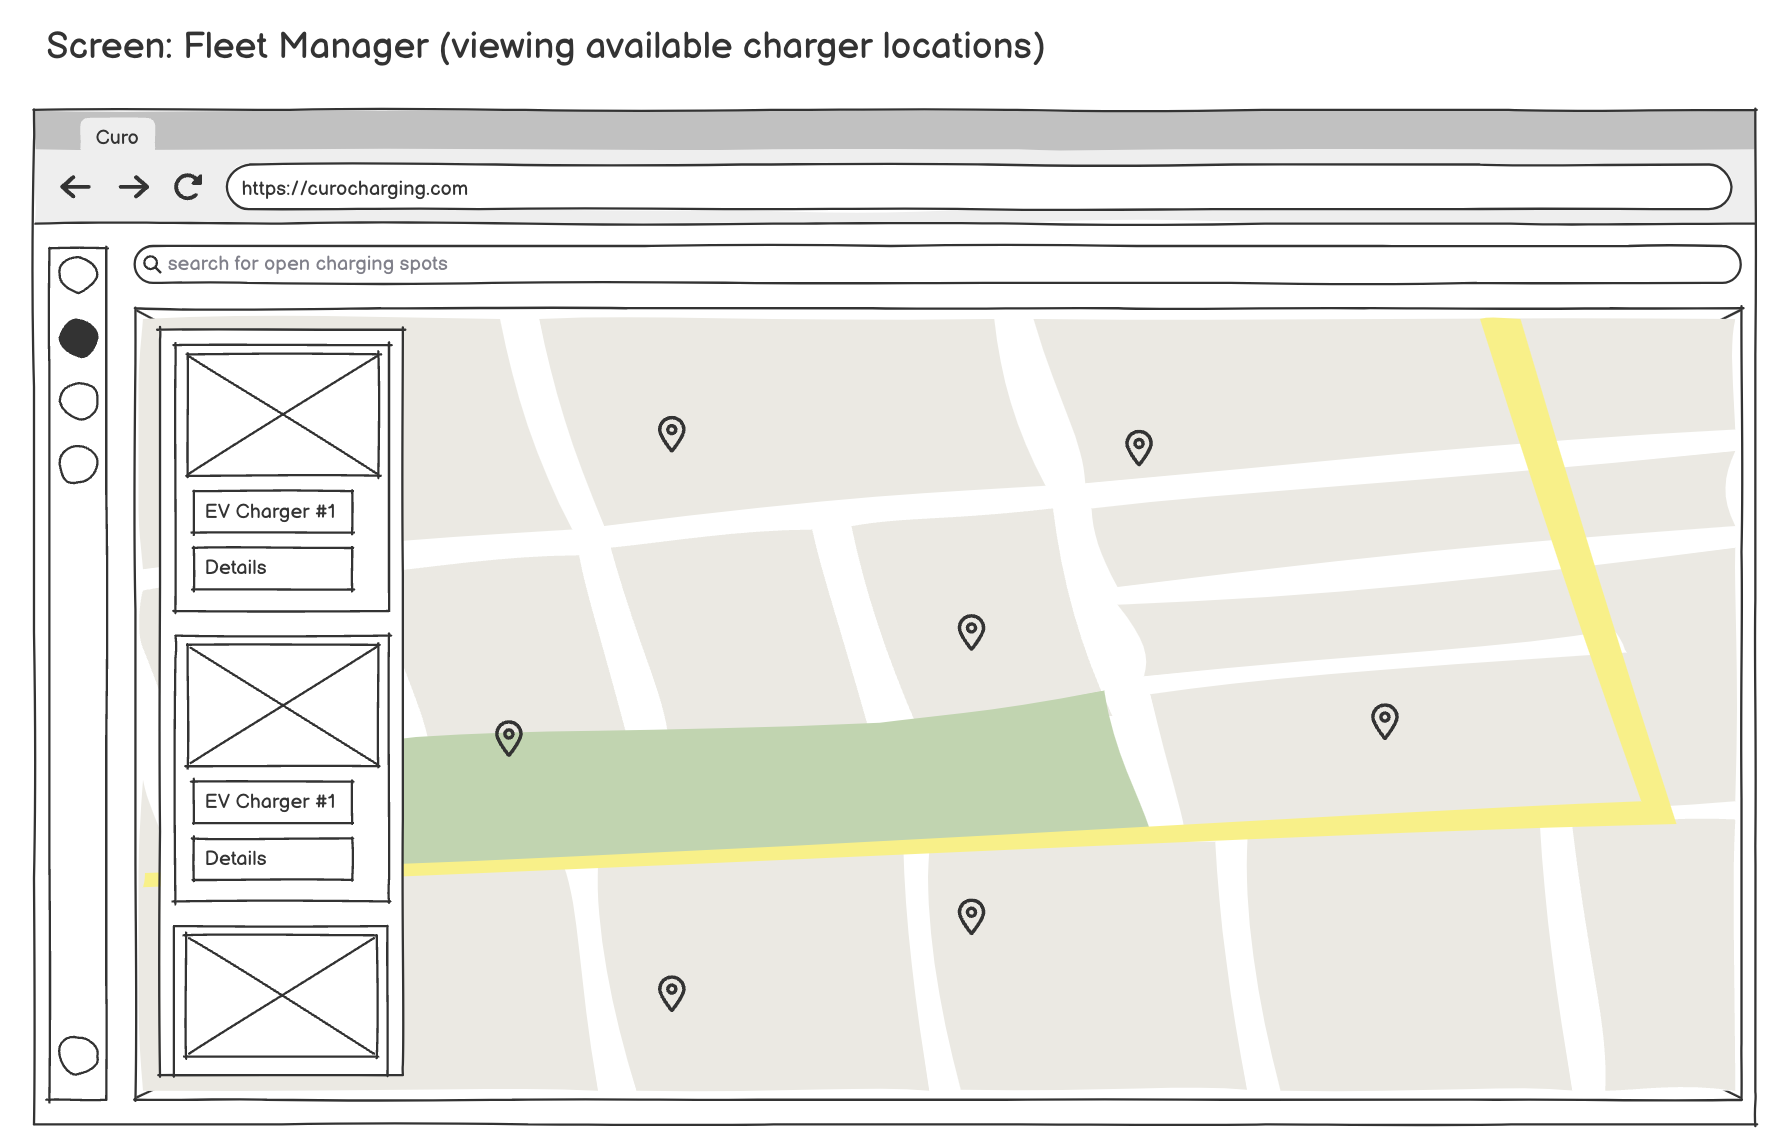 Screen: Fleet Manager (viewing available charger locations)
Curo
https://curocharging.com
search for open charging spots
EV Charger #1
Details
EV Charger #1
Details